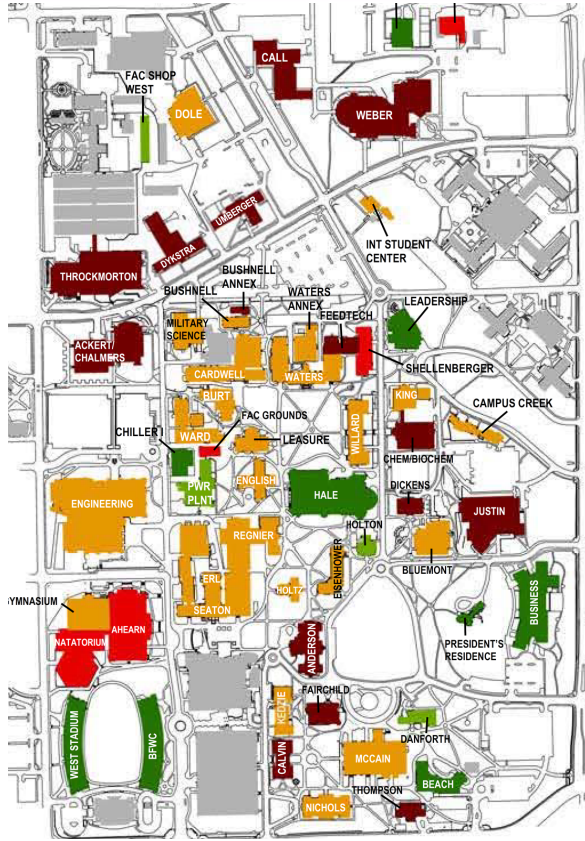 CALL
FAC SHOP
WEST
DOLE
WEBER
UMBERGER
DYKSTRA
INT STUDENT
CENTER
THROCKMORTON
BUSHNELL
ANNEX
BUSHNELL
WATERS
ANNEX
LEADERSHIP
FEEDTECH
MILITARY
SCIENCE
ACKERT/
CHALMERS
SHELLENBERGER
CARDWELL
WATERS
BURT
KING
CAMPUS CREEK
FAC GROUNDS
CHILLER I
WARD
LEASURE
WILLARD
CHEM/BIOCHEM
PWR
PLNT
ENGLISH
DICKENS
ENGINEERING
HALE
JUSTIN
REGNIER
HOLTON
BLUEMONT
EISENHOWER
ERL
HOLTZ
SEATON
BUSINESS
GYMNASIUM
AHEARN
NATATORIUM
PRESIDENT'S
RESIDENCE
ANDERSON
FAIRCHILD
KEDZIE
DANFORTH
WEST STADIUM
BFWC
CALVIN
MCCAIN
BEACH
THOMPSON
NICHOLS